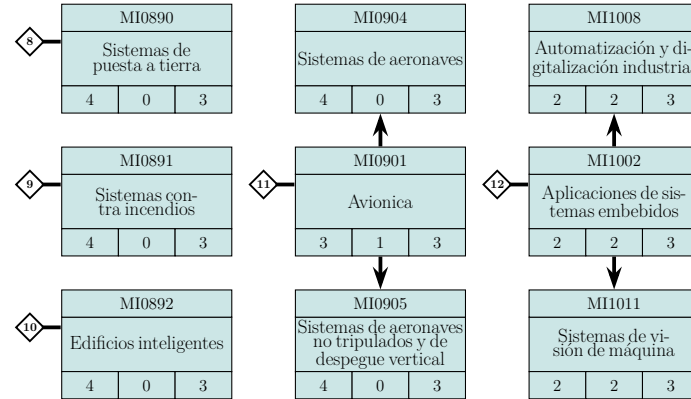 MI0890
8
Sistemas de
puesta a tierra
4 0 3
MI0904
Sistemas de aeronaves
4 0 3
MI1008
Automatización y di-
gitalización industrial
2 2 3
MI0891
9
Sistemas con-
tra incendios
4 0 3
MI0901
11
Avionica
3 1 3
MI1002
12
Aplicaciones de sis-
temas embebidos
2 2 3
MI0892
10
Edificios inteligentes
4 0 3
MI0905
Sistemas de aeronaves
no tripulados y de
despegue vertical
4 0 3
MI1011
Sistemas de vi-
sión de máquina
2 2 3